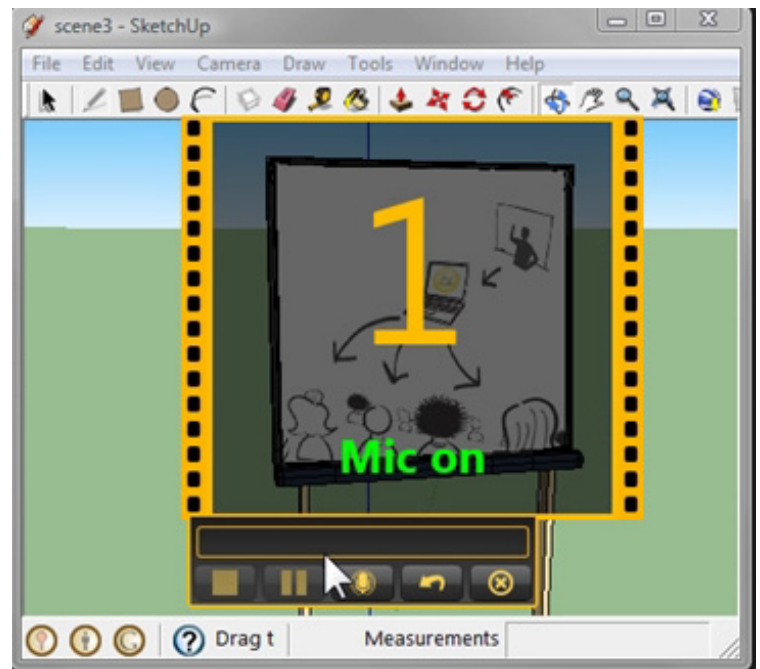 scene3 - SketchUp
File Edit View Camera Draw Tools Window Help
1
Mic on
Drag t
Measurements